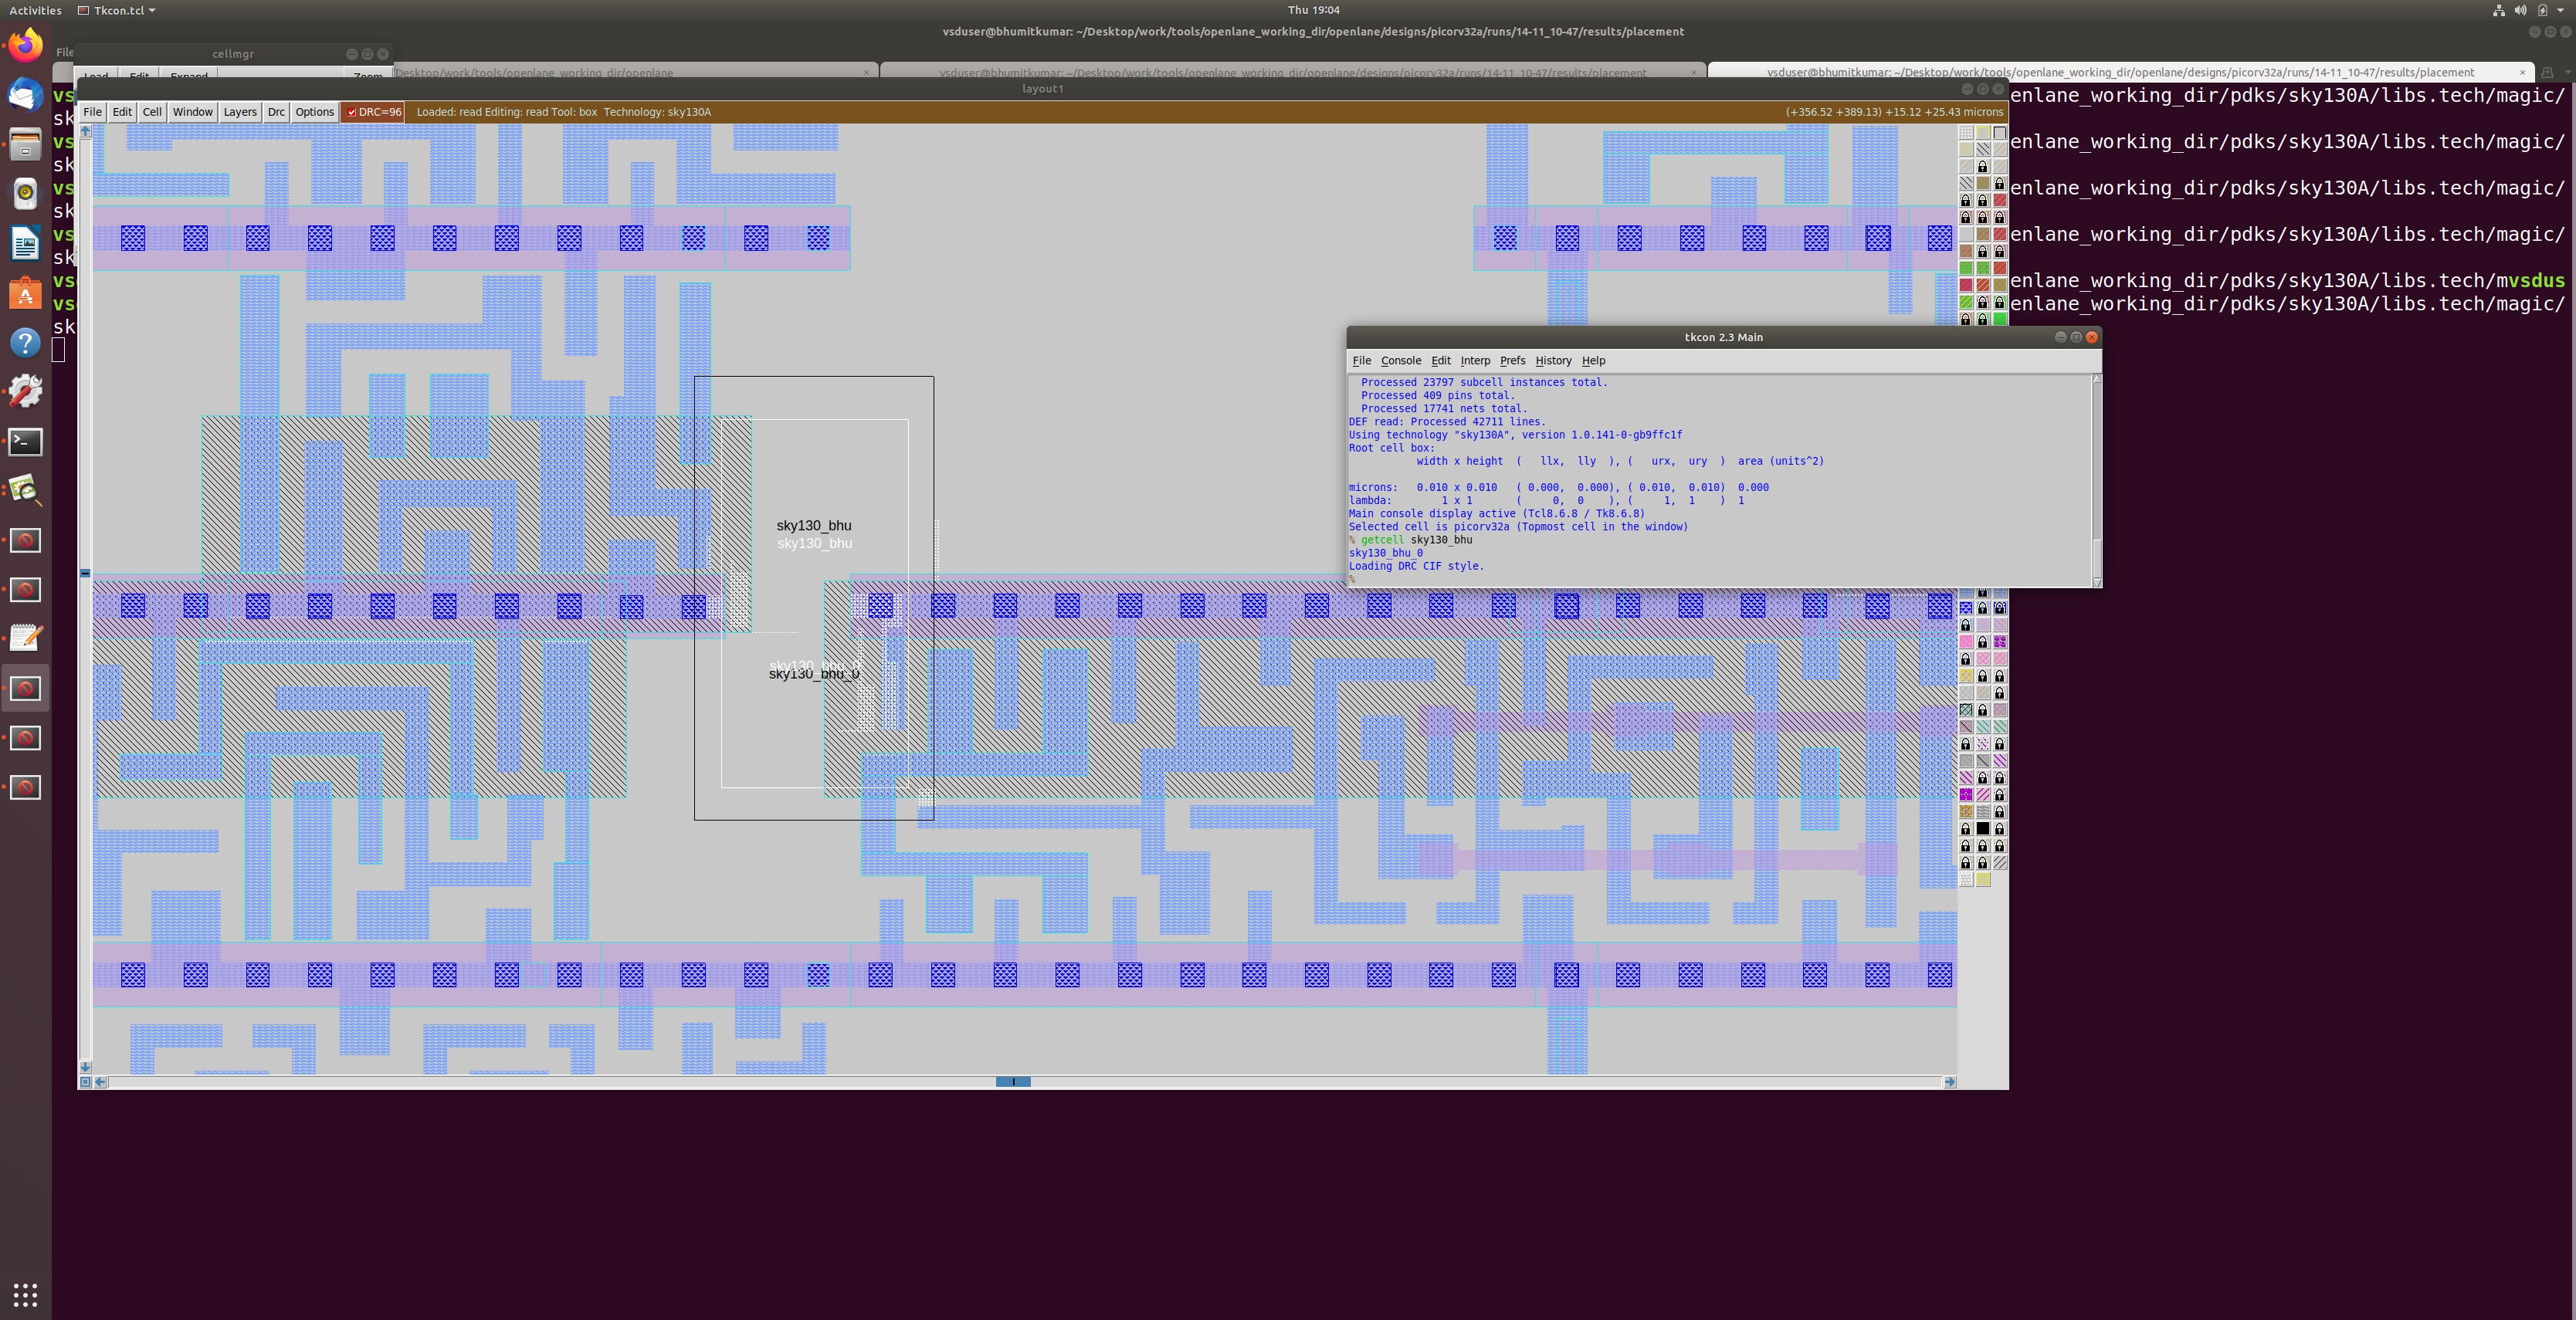 Activities Tkcon.tcl Thu 19:04
vsduser@bhumitkumar: ~/Desktop/work/tools/openlane_working_dir/openlane/designs/picorv32a/runs/14-11_10-47/results/placement
File
cellmgr
Load Edit Expand Zoom
Desktop/work/tools/openlane_working_dir/openlane
vsduser@bhumitkumar: ~/Desktop/work/tools/openlane_working_dir/openlane/designs/picorv32a/runs/14-11_10-47/results/placement
vsduser@bhumitkumar: ~/Desktop/work/tools/openlane_working_dir/openlane/designs/picorv32a/runs/14-11_10-47/results/placement
layout1
File Edit Cell Window Layers Drc Options DRC=96 Loaded: read Editing: read Tool: box Technology: sky130A (+356.52 +389.13) +15.12 +25.43 microns
vs
enlane_working_dir/pdks/sky130A/libs.tech/magic/
sk
vs
enlane_working_dir/pdks/sky130A/libs.tech/magic/
sk
vs
enlane_working_dir/pdks/sky130A/libs.tech/magic/
sk
vs
enlane_working_dir/pdks/sky130A/libs.tech/magic/
sk
vs
enlane_working_dir/pdks/sky130A/libs.tech/mvsdus
vs
enlane_working_dir/pdks/sky130A/libs.tech/magic/
sk
sky130_bhu
sky130_bhu
sky130_bhu_0
sky130_bhu_0
tkcon 2.3 Main
File Console Edit Interp Prefs History Help
Processed 23797 subcell instances total.
Processed 409 pins total.
Processed 17741 nets total.
DEF read: Processed 42711 lines.
Using technology "sky130A", version 1.0.141-0-gb9ffc1f
Root cell box:
width x height ( llx, lly ), ( urx, ury ) area (units^2)
microns: 0.010 x 0.010 ( 0.000, 0.000), ( 0.010, 0.010) 0.000
lambda: 1 x 1 ( 0, 0 ), ( 1, 1 ) 1
Main console display active (Tcl8.6.8 / Tk8.6.8)
Selected cell is picorv32a (Topmost cell in the window)
% getcell sky130_bhu
sky130_bhu_0
Loading DRC CIF style.
%